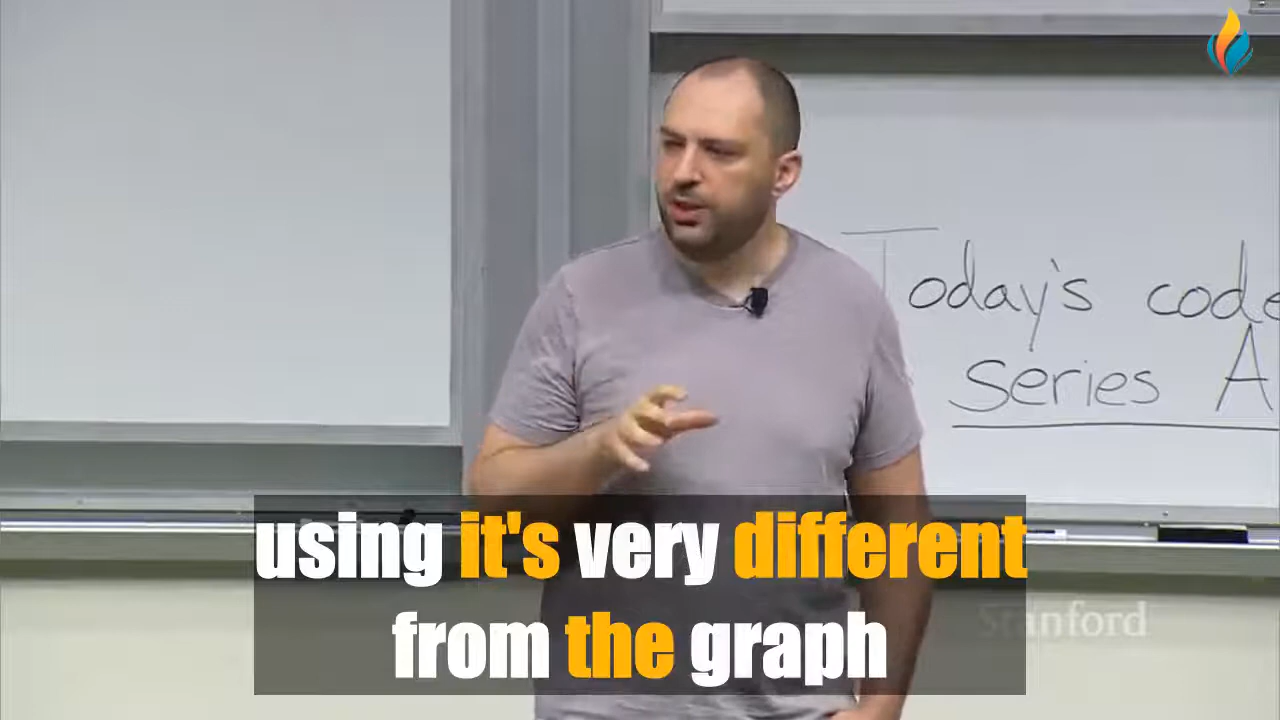 Today's code
series A
using it's very different
from the graph
Stanford